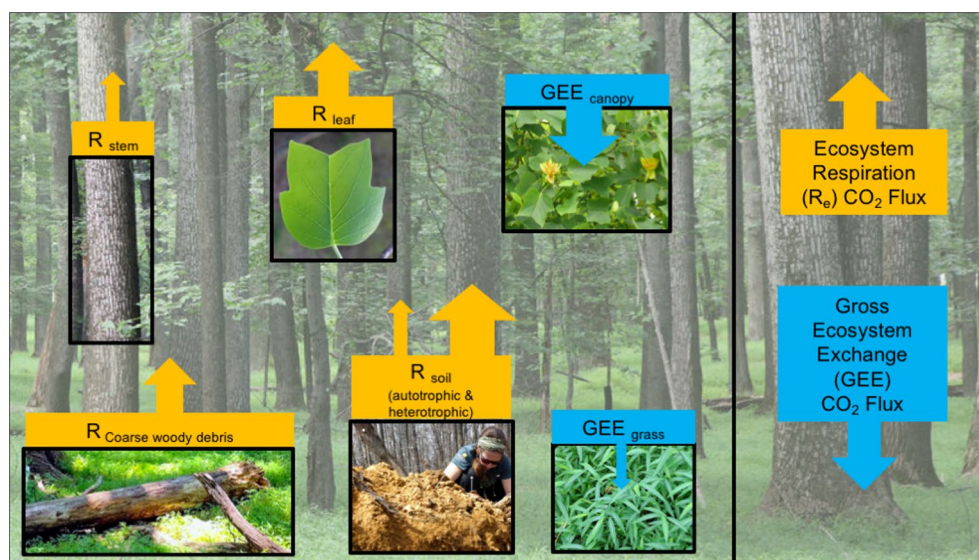 R stem
R leaf
GEE canopy
R Coarse woody debris
R soil
(autotrophic &
heterotrophic)
GEE grass
Ecosystem
Respiration
(Rₑ) CO₂ Flux
Gross
Ecosystem
Exchange
(GEE)
CO₂ Flux